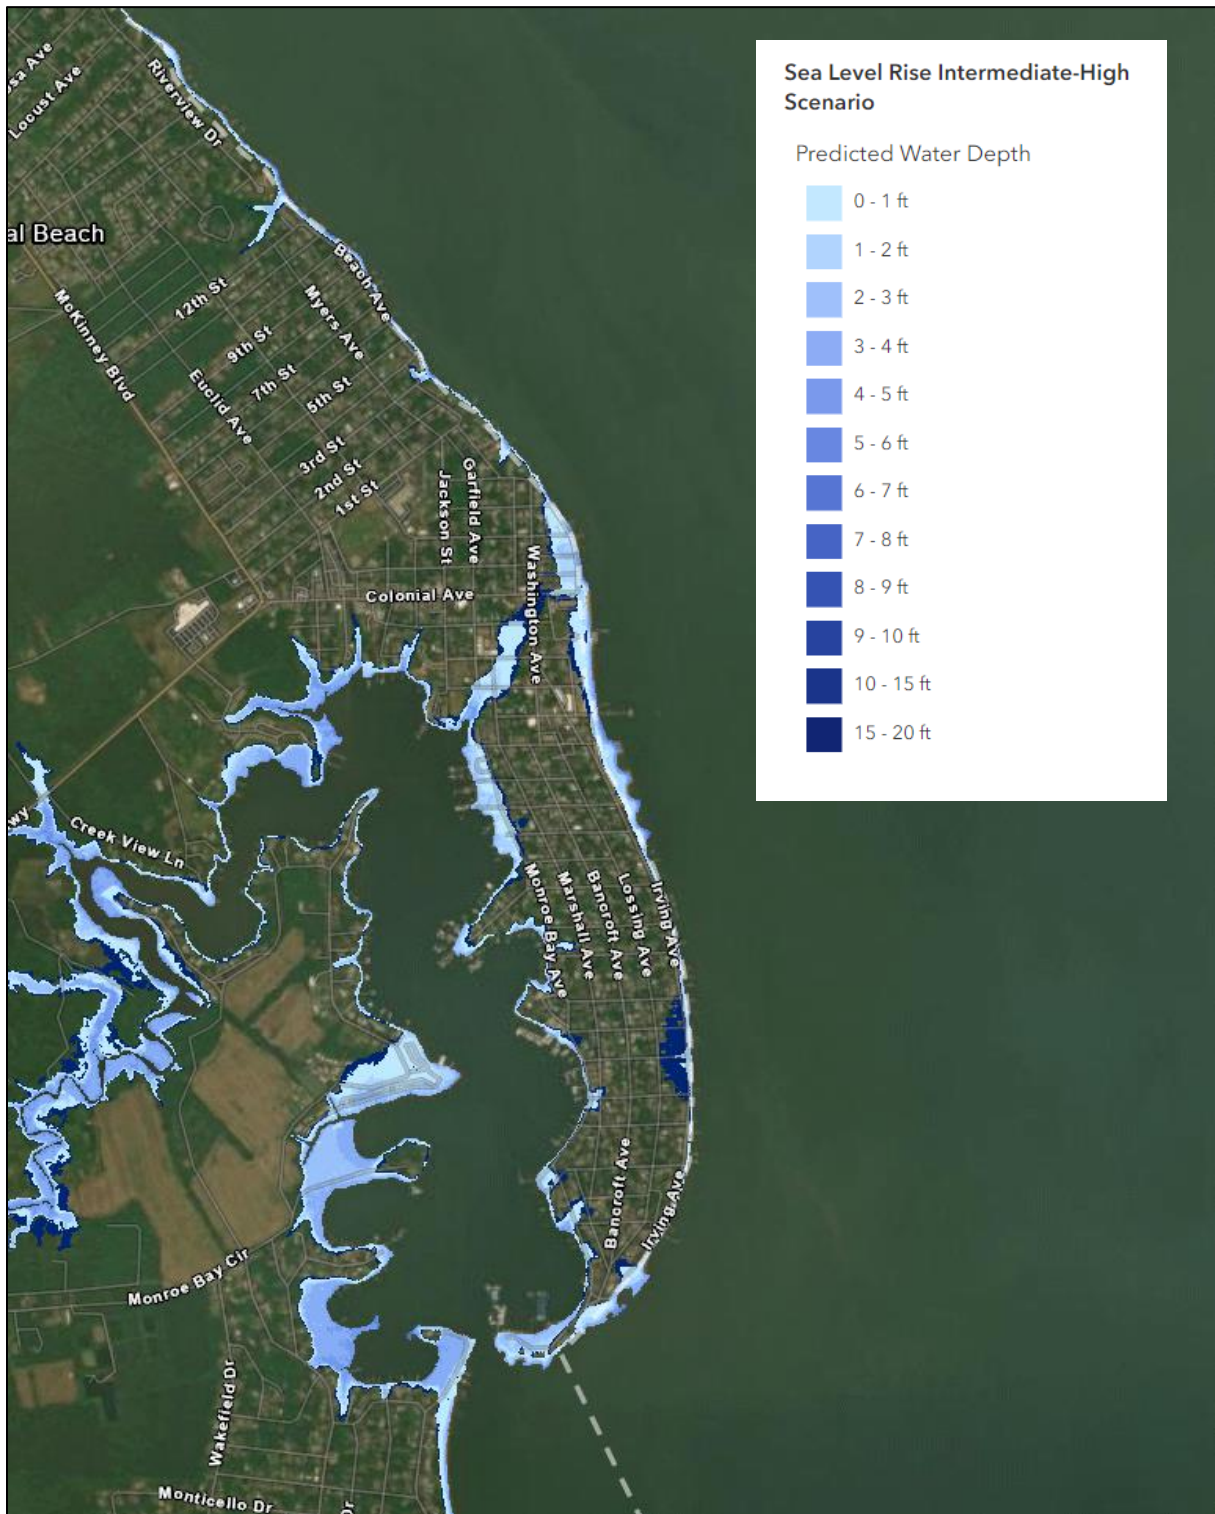 Sea Level Rise Intermediate-High
Scenario
Predicted Water Depth
0 - 1 ft
1 - 2 ft
2 - 3 ft
3 - 4 ft
4 - 5 ft
5 - 6 ft
6 - 7 ft
7 - 8 ft
8 - 9 ft
9 - 10 ft
10 - 15 ft
15 - 20 ft
osa Ave
Locust Ave
Riverview Dr
al Beach
Beach Ave
12th St
Myers Ave
McKinney Blvd
9th St
7th St
Euclid Ave
5th St
3rd St
2nd St
1st St
Garfield Ave
Jackson St
Washington Ave
Colonial Ave
wy
Creek View Ln
Monroe Bay Ave
Marshall Ave
Bancroft Ave
Lossing Ave
Irving Ave
Bancroft Ave
Irving Ave
Monroe Bay Cir
Wakefield Dr
Monticello Dr
Dr